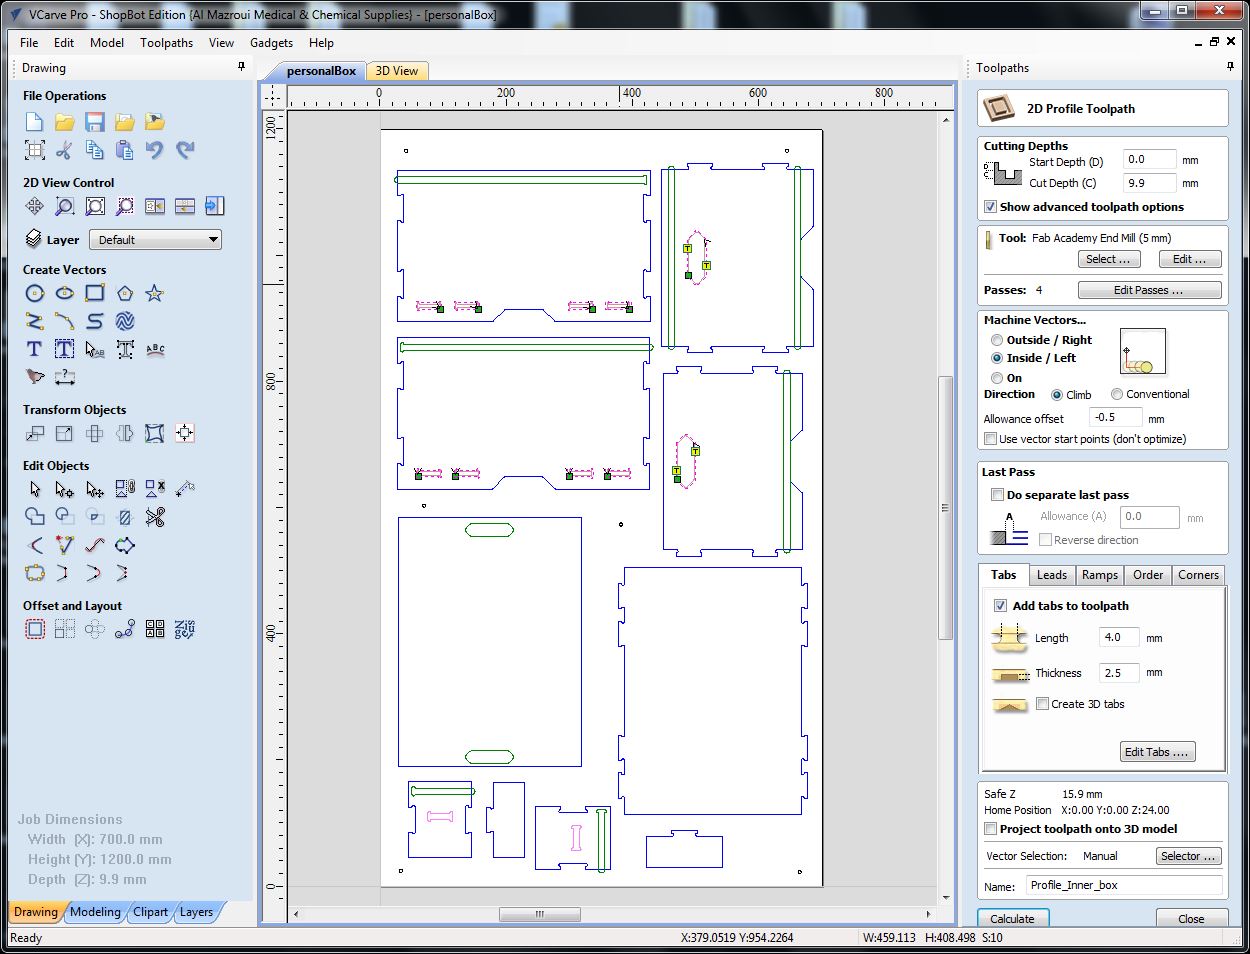 VCarve Pro - ShopBot Edition {Al Mazroui Medical & Chemical Supplies} - [personalBox]
File Edit Model Toolpaths View Gadgets Help
Drawing
File Operations
2D View Control
Layer Default
Create Vectors
Transform Objects
Edit Objects
Offset and Layout
Job Dimensions
Width (X): 700.0 mm
Height (Y): 1200.0 mm
Depth (Z): 9.9 mm
Drawing Modeling Clipart Layers
personalBox 3D View
0 200 400 600 800
1200
800
400
0
T
T
T
T
Toolpaths
2D Profile Toolpath
Cutting Depths
Start Depth (D) 0.0 mm
Cut Depth (C) 9.9 mm
Show advanced toolpath options
Tool: Fab Academy End Mill (5 mm)
Select ... Edit ...
Passes: 4 Edit Passes ...
Machine Vectors...
Outside / Right
Inside / Left
On
Direction Climb Conventional
Allowance offset -0.5 mm
Use vector start points (don't optimize)
Last Pass
Do separate last pass
A Allowance (A) 0.0 mm
Reverse direction
Tabs Leads Ramps Order Corners
Add tabs to toolpath
Length 4.0 mm
Thickness 2.5 mm
Create 3D tabs
Edit Tabs ....
Safe Z 15.9 mm
Home Position X:0.00 Y:0.00 Z:24.00
Project toolpath onto 3D model
Vector Selection: Manual Selector ...
Name: Profile_Inner_box
Calculate Close
Ready X:379.0519 Y:954.2264 W:459.113 H:408.498 S:10